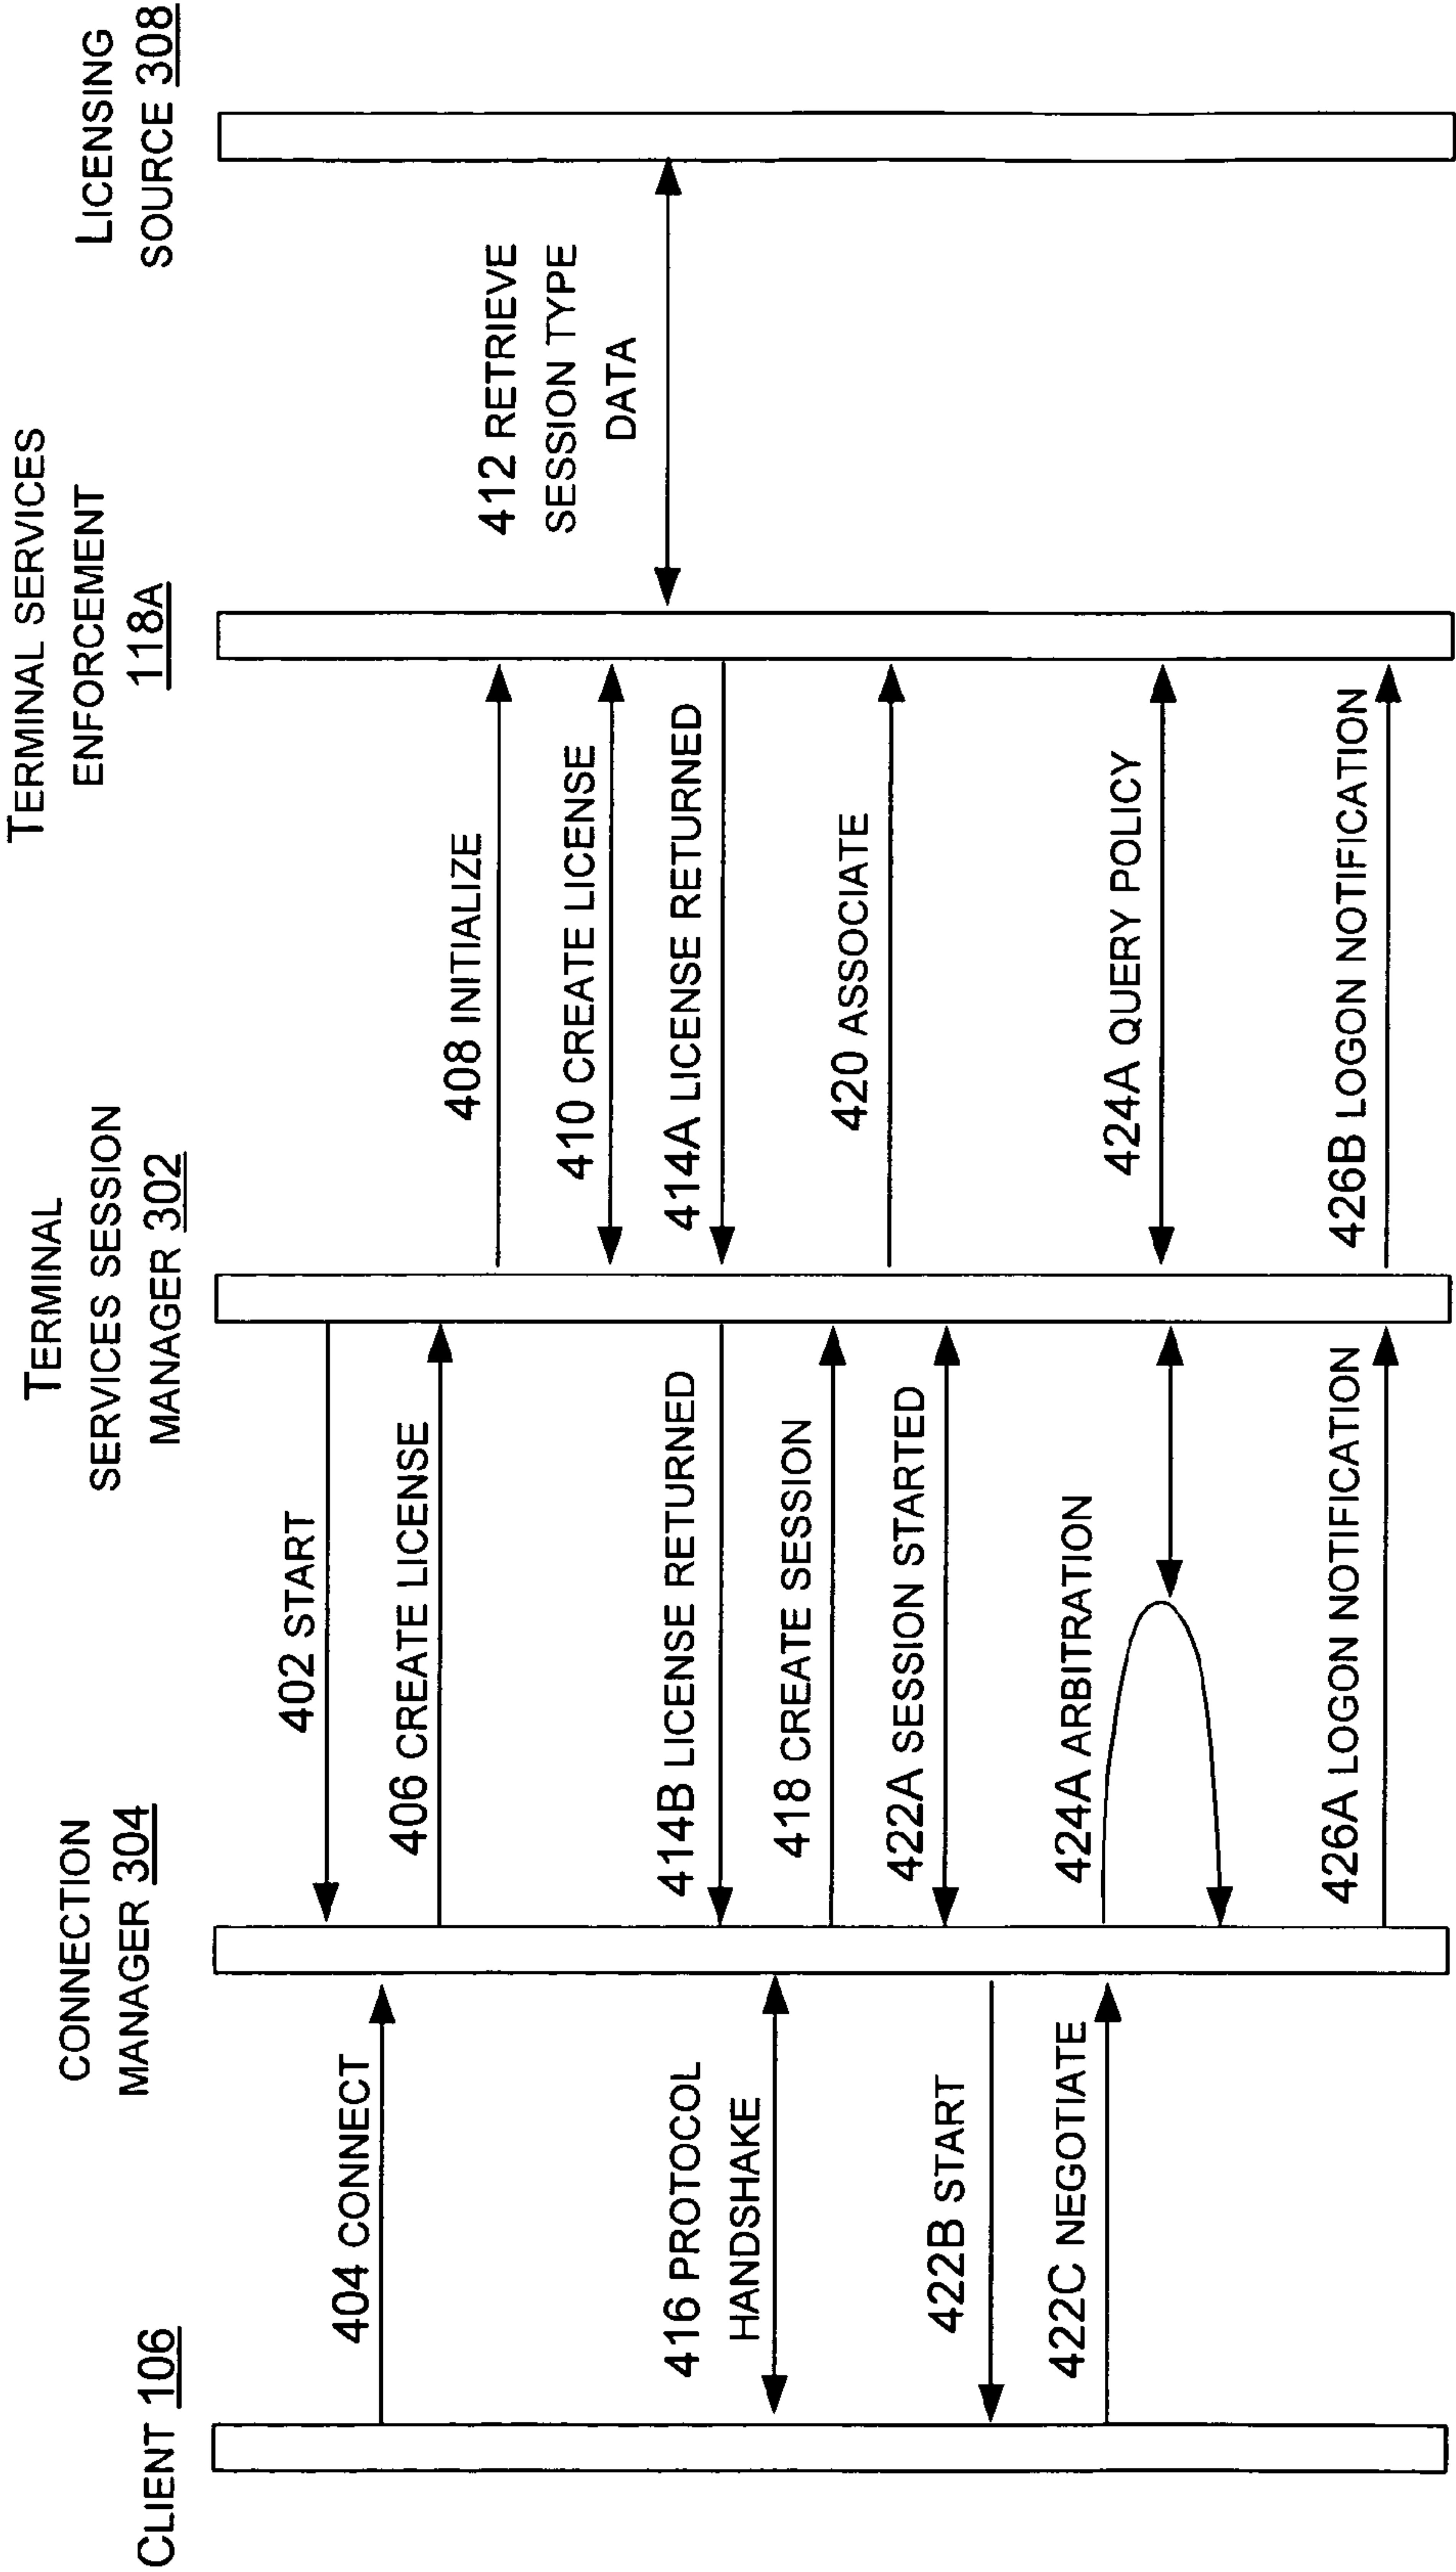 CLIENT 106
CONNECTION
MANAGER 304
TERMINAL
SERVICES SESSION
MANAGER 302
TERMINAL SERVICES
ENFORCEMENT
118A
LICENSING
SOURCE 308
402 START
404 CONNECT
406 CREATE LICENSE
408 INITIALIZE
410 CREATE LICENSE
412 RETRIEVE
SESSION TYPE
DATA
414A LICENSE RETURNED
414B LICENSE RETURNED
416 PROTOCOL
HANDSHAKE
418 CREATE SESSION
420 ASSOCIATE
422A SESSION STARTED
422B START
422C NEGOTIATE
424A ARBITRATION
424A QUERY POLICY
426A LOGON NOTIFICATION
426B LOGON NOTIFICATION